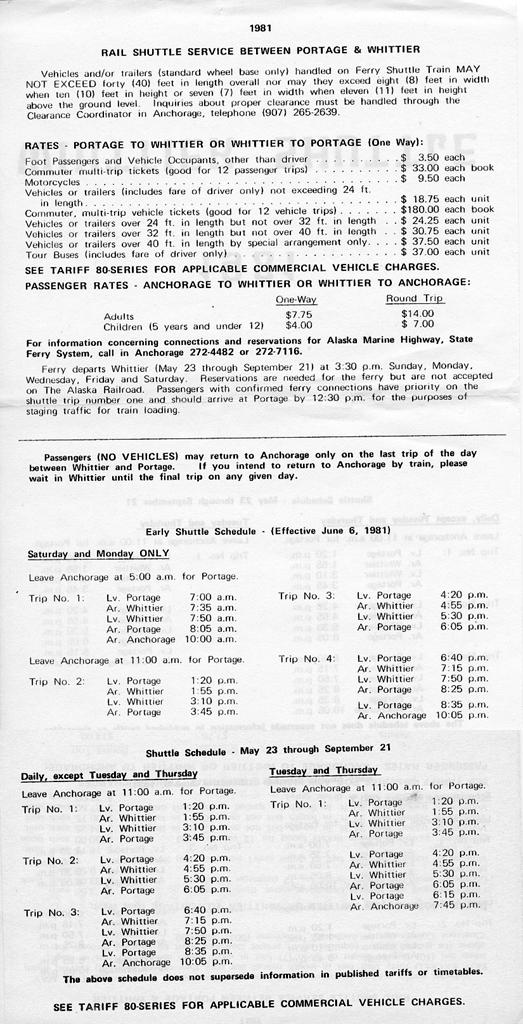 1981
RAIL SHUTTLE SERVICE BETWEEN PORTAGE & WHITTIER
Vehicles and/or trailers (standard wheel base only) handled on Ferry Shuttle Train MAY
NOT EXCEED forty (40) feet in length overall nor may they exceed eight (8) feet in width
when ten (10) feet in height or seven (7) feet in width when eleven (11) feet in height
above the ground level. Inquiries about proper clearance must be handled through the
Clearance Coordinator in Anchorage, telephone (907) 265-2639.
RATES - PORTAGE TO WHITTIER OR WHITTIER TO PORTAGE (One Way):
Foot Passengers and Vehicle Occupants, other than driver . . . . . . . . . . . . $ 3.50 each
Commuter multi-trip tickets (good for 12 passenger trips) . . . . . . . . . . . . $ 33.00 each book
Motorcycles . . . . . . . . . . . . . . . . . . . . . . . . . . . . . . . . . . . . $ 9.50 each
Vehicles or trailers (includes fare of driver only) not exceeding 24 ft.
in length . . . . . . . . . . . . . . . . . . . . . . . . . . . . . . . . . . $ 18.75 each unit
Commuter, multi-trip vehicle tickets (good for 12 vehicle trips) . . . . . . . $180.00 each book
Vehicles or trailers over 24 ft. in length but not over 32 ft. in length . . $ 24.25 each unit
Vehicles or trailers over 32 ft. in length but not over 40 ft. in length . . $ 30.75 each unit
Vehicles or trailers over 40 ft. in length by special arrangement only. . . . $ 37.50 each unit
Tour Buses (includes fare of driver only) . . . . . . . . . . . . . . . . . . . $ 37.00 each unit
SEE TARIFF 80-SERIES FOR APPLICABLE COMMERCIAL VEHICLE CHARGES.
PASSENGER RATES - ANCHORAGE TO WHITTIER OR WHITTIER TO ANCHORAGE:
One-Way Round Trip
Adults $7.75 $14.00
Children (5 years and under 12) $4.00 $ 7.00
For information concerning connections and reservations for Alaska Marine Highway, State
Ferry System, call in Anchorage 272-4482 or 272-7116.
Ferry departs Whittier (May 23 through September 21) at 3:30 p.m. Sunday, Monday,
Wednesday, Friday and Saturday. Reservations are needed for the ferry but are not accepted
on The Alaska Railroad. Passengers with confirmed ferry connections have priority on the
shuttle trip number one and should arrive at Portage by 12:30 p.m. for the purposes of
staging traffic for train loading.
Passengers (NO VEHICLES) may return to Anchorage only on the last trip of the day
between Whittier and Portage. If you intend to return to Anchorage by train, please
wait in Whittier until the final trip on any given day.
Early Shuttle Schedule - (Effective June 6, 1981)
Saturday and Monday ONLY
Leave Anchorage at 5:00 a.m. for Portage.
Trip No. 1: Lv. Portage 7:00 a.m.
Ar. Whittier 7:35 a.m.
Lv. Whittier 7:50 a.m.
Ar. Portage 8:05 a.m.
Ar. Anchorage 10:00 a.m.
Leave Anchorage at 11:00 a.m. for Portage.
Trip No. 2: Lv. Portage 1:20 p.m.
Ar. Whittier 1:55 p.m.
Lv. Whittier 3:10 p.m.
Ar. Portage 3:45 p.m.
Trip No. 3: Lv. Portage 4:20 p.m.
Ar. Whittier 4:55 p.m.
Lv. Whittier 5:30 p.m.
Ar. Portage 6:05 p.m.
Trip No. 4: Lv. Portage 6:40 p.m.
Ar. Whittier 7:15 p.m.
Lv. Whittier 7:50 p.m.
Ar. Portage 8:25 p.m.
Lv. Portage 8:35 p.m.
Ar. Anchorage 10:05 p.m.
Shuttle Schedule - May 23 through September 21
Daily, except Tuesday and Thursday
Leave Anchorage at 11:00 a.m. for Portage.
Trip No. 1: Lv. Portage 1:20 p.m.
Ar. Whittier 1:55 p.m.
Lv. Whittier 3:10 p.m.
Ar. Portage 3:45 p.m.
Trip No. 2: Lv. Portage 4:20 p.m.
Ar. Whittier 4:55 p.m.
Lv. Whittier 5:30 p.m.
Ar. Portage 6:05 p.m.
Trip No. 3: Lv. Portage 6:40 p.m.
Ar. Whittier 7:15 p.m.
Lv. Whittier 7:50 p.m.
Ar. Portage 8:25 p.m.
Lv. Portage 8:35 p.m.
Ar. Anchorage 10:05 p.m.
Tuesday and Thursday
Leave Anchorage at 11:00 a.m. for Portage.
Trip No. 1: Lv. Portage 1:20 p.m.
Ar. Whittier 1:55 p.m.
Lv. Whittier 3:10 p.m.
Ar. Portage 3:45 p.m.
Lv. Portage 4:20 p.m.
Ar. Whittier 4:55 p.m.
Lv. Whittier 5:30 p.m.
Ar. Portage 6:05 p.m.
Lv. Portage 6:15 p.m.
Ar. Anchorage 7:45 p.m.
The above schedule does not supersede information in published tariffs or timetables.
SEE TARIFF 80-SERIES FOR APPLICABLE COMMERCIAL VEHICLE CHARGES.